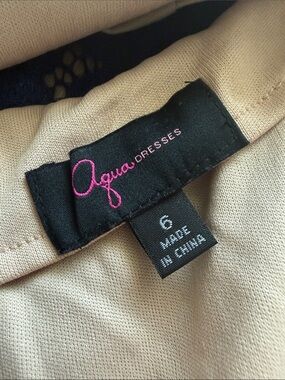 aqua DRESSES
6
MADE
IN CHINA